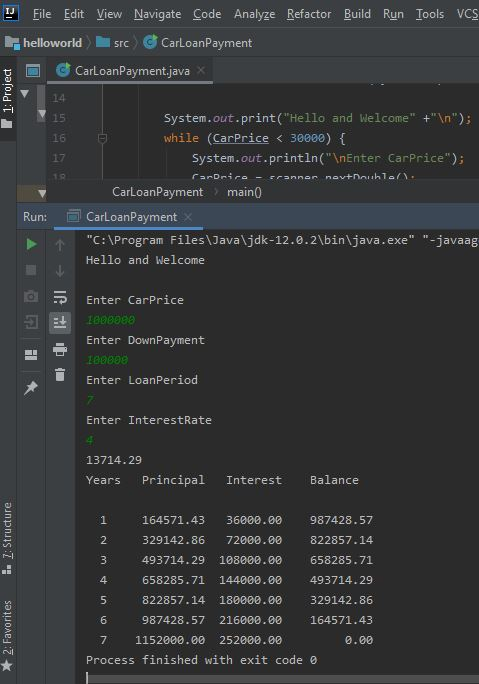 IJ File Edit View Navigate Code Analyze Refactor Build Run Tools VCS
helloworld src CarLoanPayment
1: Project
CarLoanPayment.java
14
15 System.out.print("Hello and Welcome" +"\n");
16 while (CarPrice < 30000) {
17 System.out.println("\nEnter CarPrice");
18 CarPrice = scanner.nextDouble();
CarLoanPayment main()
Run: CarLoanPayment
"C:\Program Files\Java\jdk-12.0.2\bin\java.exe" "-javaag
Hello and Welcome
Enter CarPrice
1000000
Enter DownPayment
100000
Enter LoanPeriod
7
Enter InterestRate
4
13714.29
Years Principal Interest Balance
1 164571.43 36000.00 987428.57
2 329142.86 72000.00 822857.14
3 493714.29 108000.00 658285.71
4 658285.71 144000.00 493714.29
5 822857.14 180000.00 329142.86
6 987428.57 216000.00 164571.43
7 1152000.00 252000.00 0.00
Process finished with exit code 0
7: Structure
2: Favorites